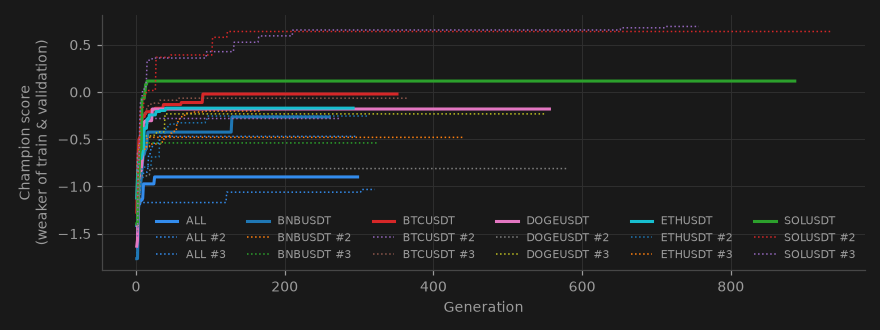 Champion score
(weaker of train & validation)
0.5
0.0
−0.5
−1.0
−1.5
ALL BNBUSDT BTCUSDT DOGEUSDT ETHUSDT SOLUSDT
ALL #2 BNBUSDT #2 BTCUSDT #2 DOGEUSDT #2 ETHUSDT #2 SOLUSDT #2
ALL #3 BNBUSDT #3 BTCUSDT #3 DOGEUSDT #3 ETHUSDT #3 SOLUSDT #3
0 200 400 600 800
Generation